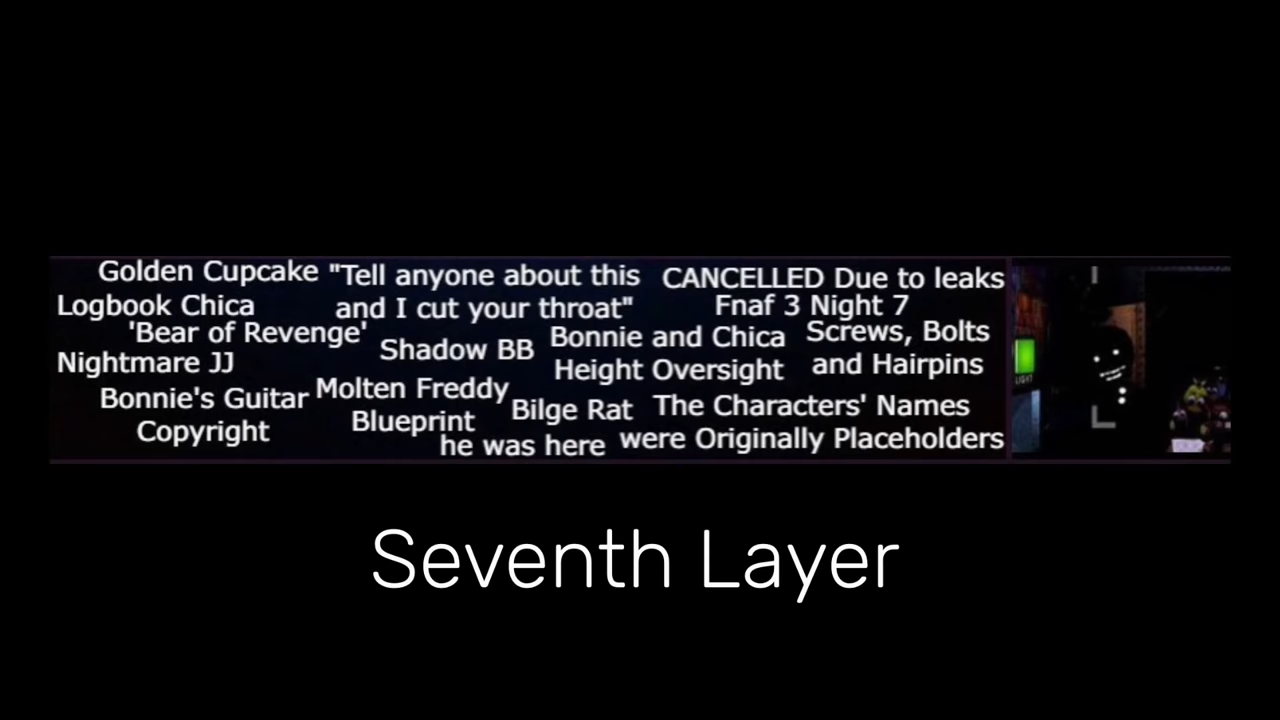 Golden Cupcake
"Tell anyone about this
and I cut your throat"
CANCELLED Due to leaks
Logbook Chica
Fnaf 3 Night 7
'Bear of Revenge'
Shadow BB
Bonnie and Chica
Height Oversight
Screws, Bolts
and Hairpins
Nightmare JJ
Bonnie's Guitar
Copyright
Molten Freddy
Blueprint
Bilge Rat
The Characters' Names
were Originally Placeholders
he was here
LIGHT
Seventh Layer